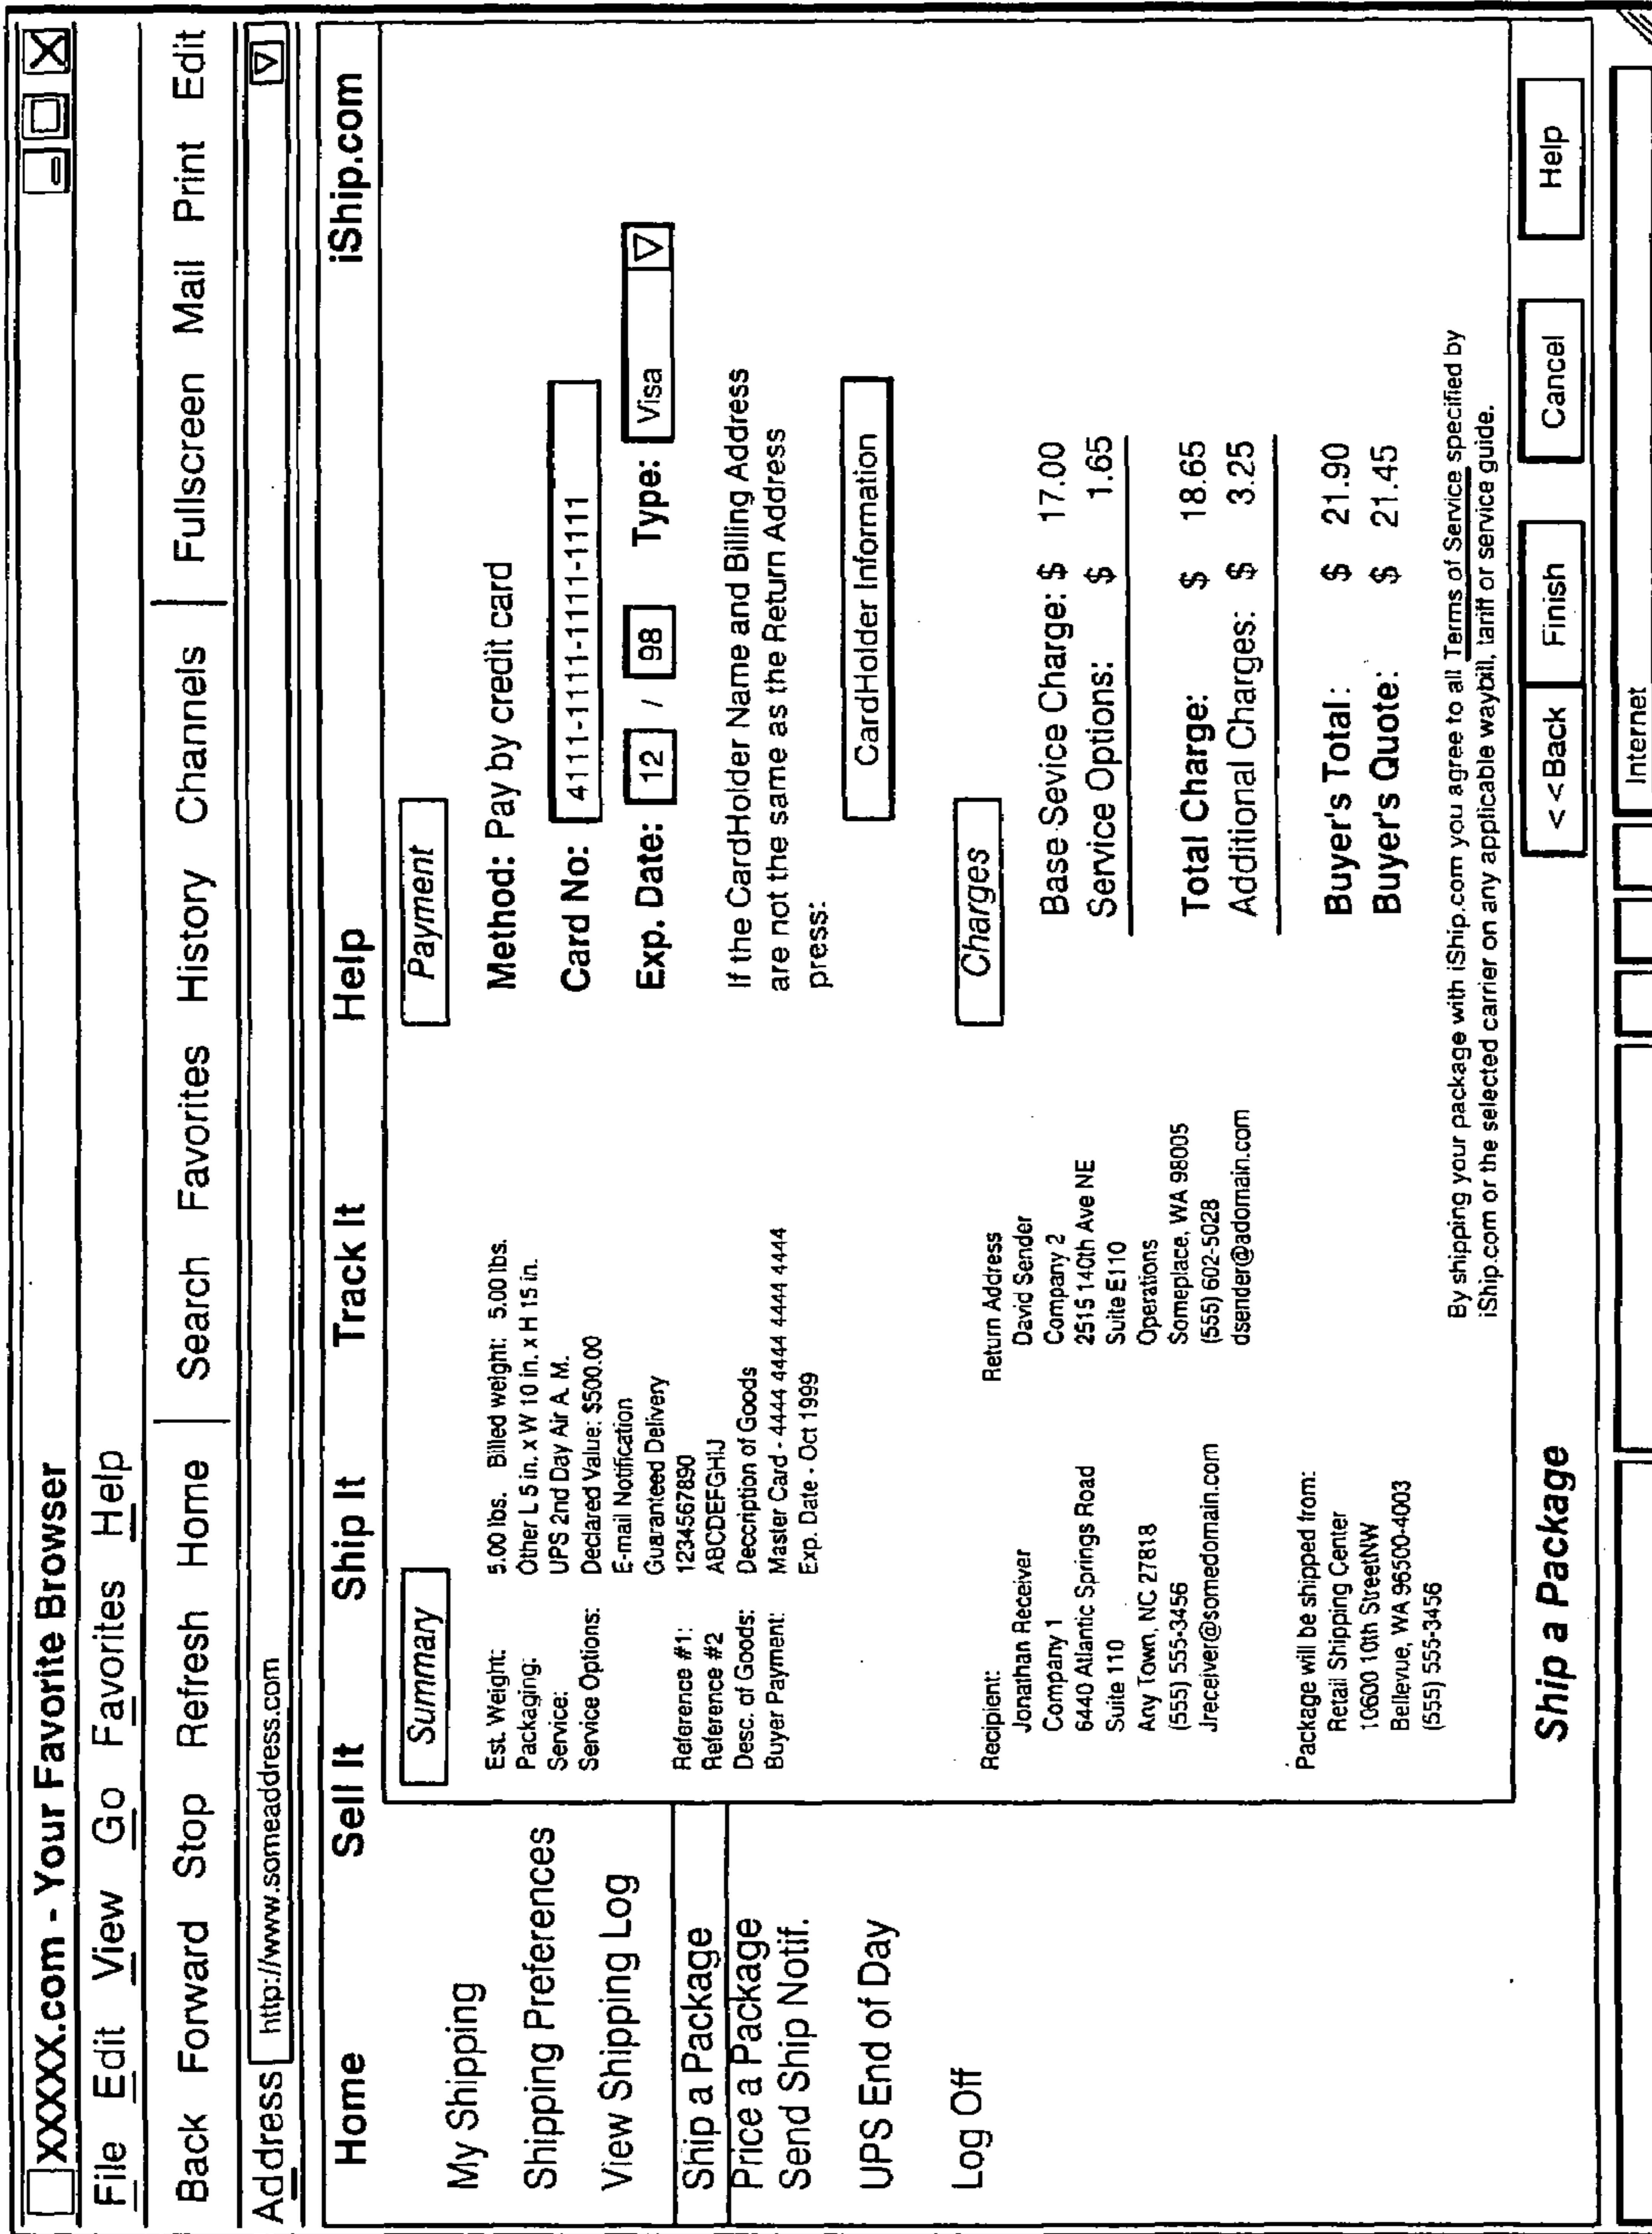 XXXXX.com - Your Favorite Browser
File Edit View Go Favorites Help
Back Forward Stop Refresh Home Search Favorites History Channels Fullscreen Mail Print Edit
Address http://www.someaddress.com
Home Sell It Ship It Track It Help iShip.com
My Shipping
Shipping Preferences
View Shipping Log
Ship a Package
Price a Package
Send Ship Notif.
UPS End of Day
Log Off
Summary
Est. Weight: 5.00 lbs. Billed weight: 5.00 lbs.
Packaging: Other L 5 in. x W 10 in. x H 15 in.
Service: UPS 2nd Day Air A. M.
Service Options: Declared Value: $500.00
E-mail Notification
Guaranteed Delivery
Reference #1: 1234567890
Reference #2 ABCDEFGHIJ
Desc. of Goods: Deccription of Goods
Buyer Payment: Master Card - 4444 4444 4444 4444
Exp. Date - Oct 1999
Recipient:
Jonathan Receiver
Company 1
6440 Atlantic Springs Road
Suite 110
Any Town, NC 27818
(555) 555-3456
Jreceiver@somedomain.com
Return Address
David Sender
Company 2
2515 140th Ave NE
Suite E110
Operations
Someplace, WA 98005
(555) 602-5028
dsender@adomain.com
Package will be shipped from:
Retail Shipping Center
10600 10th StreetNW
Bellevue, WA 96500-4003
(555) 555-3456
Payment
Method: Pay by credit card
Card No: 4111-1111-1111-1111
Exp. Date: 12 / 98 Type: Visa
If the CardHolder Name and Billing Address
are not the same as the Return Address
press:
CardHolder Information
Charges
Base Sevice Charge: $ 17.00
Service Options: $ 1.65
Total Charge: $ 18.65
Additional Charges: $ 3.25
Buyer's Total: $ 21.90
Buyer's Quote: $ 21.45
By shipping your package with iShip.com you agree to all Terms of Service specified by
iShip.com or the selected carrier on any applicable waybill, tariff or service guide.
Ship a Package
<<Back Finish Cancel Help
Internet